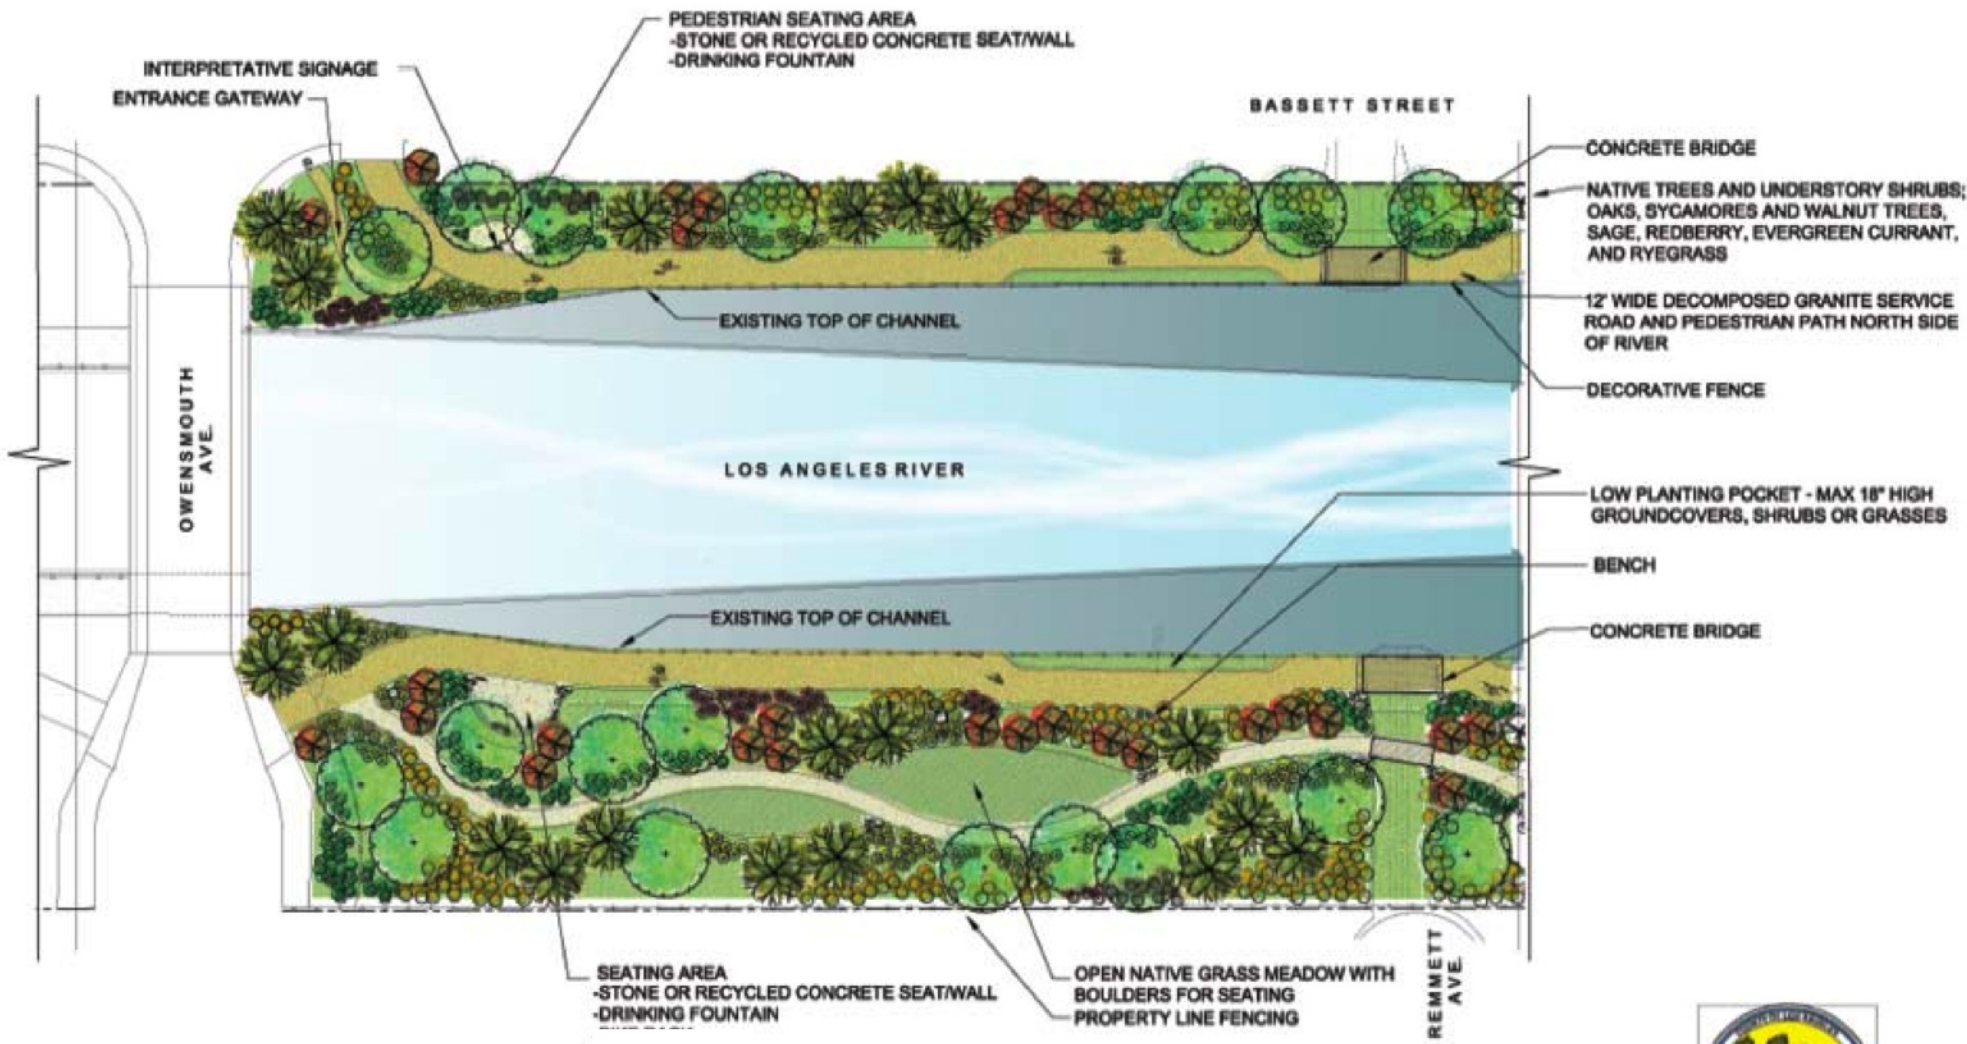 PEDESTRIAN SEATING AREA
-STONE OR RECYCLED CONCRETE SEAT/WALL
-DRINKING FOUNTAIN
INTERPRETATIVE SIGNAGE
ENTRANCE GATEWAY
BASSETT STREET
CONCRETE BRIDGE
NATIVE TREES AND UNDERSTORY SHRUBS;
OAKS, SYCAMORES AND WALNUT TREES,
SAGE, REDBERRY, EVERGREEN CURRANT,
AND RYEGRASS
12' WIDE DECOMPOSED GRANITE SERVICE
ROAD AND PEDESTRIAN PATH NORTH SIDE
OF RIVER
DECORATIVE FENCE
EXISTING TOP OF CHANNEL
OWENSMOUTH
AVE.
LOS ANGELES RIVER
LOW PLANTING POCKET - MAX 18" HIGH
GROUNDCOVERS, SHRUBS OR GRASSES
BENCH
EXISTING TOP OF CHANNEL
CONCRETE BRIDGE
SEATING AREA
-STONE OR RECYCLED CONCRETE SEAT/WALL
-DRINKING FOUNTAIN
OPEN NATIVE GRASS MEADOW WITH
BOULDERS FOR SEATING
PROPERTY LINE FENCING
REMMETT
AVE.